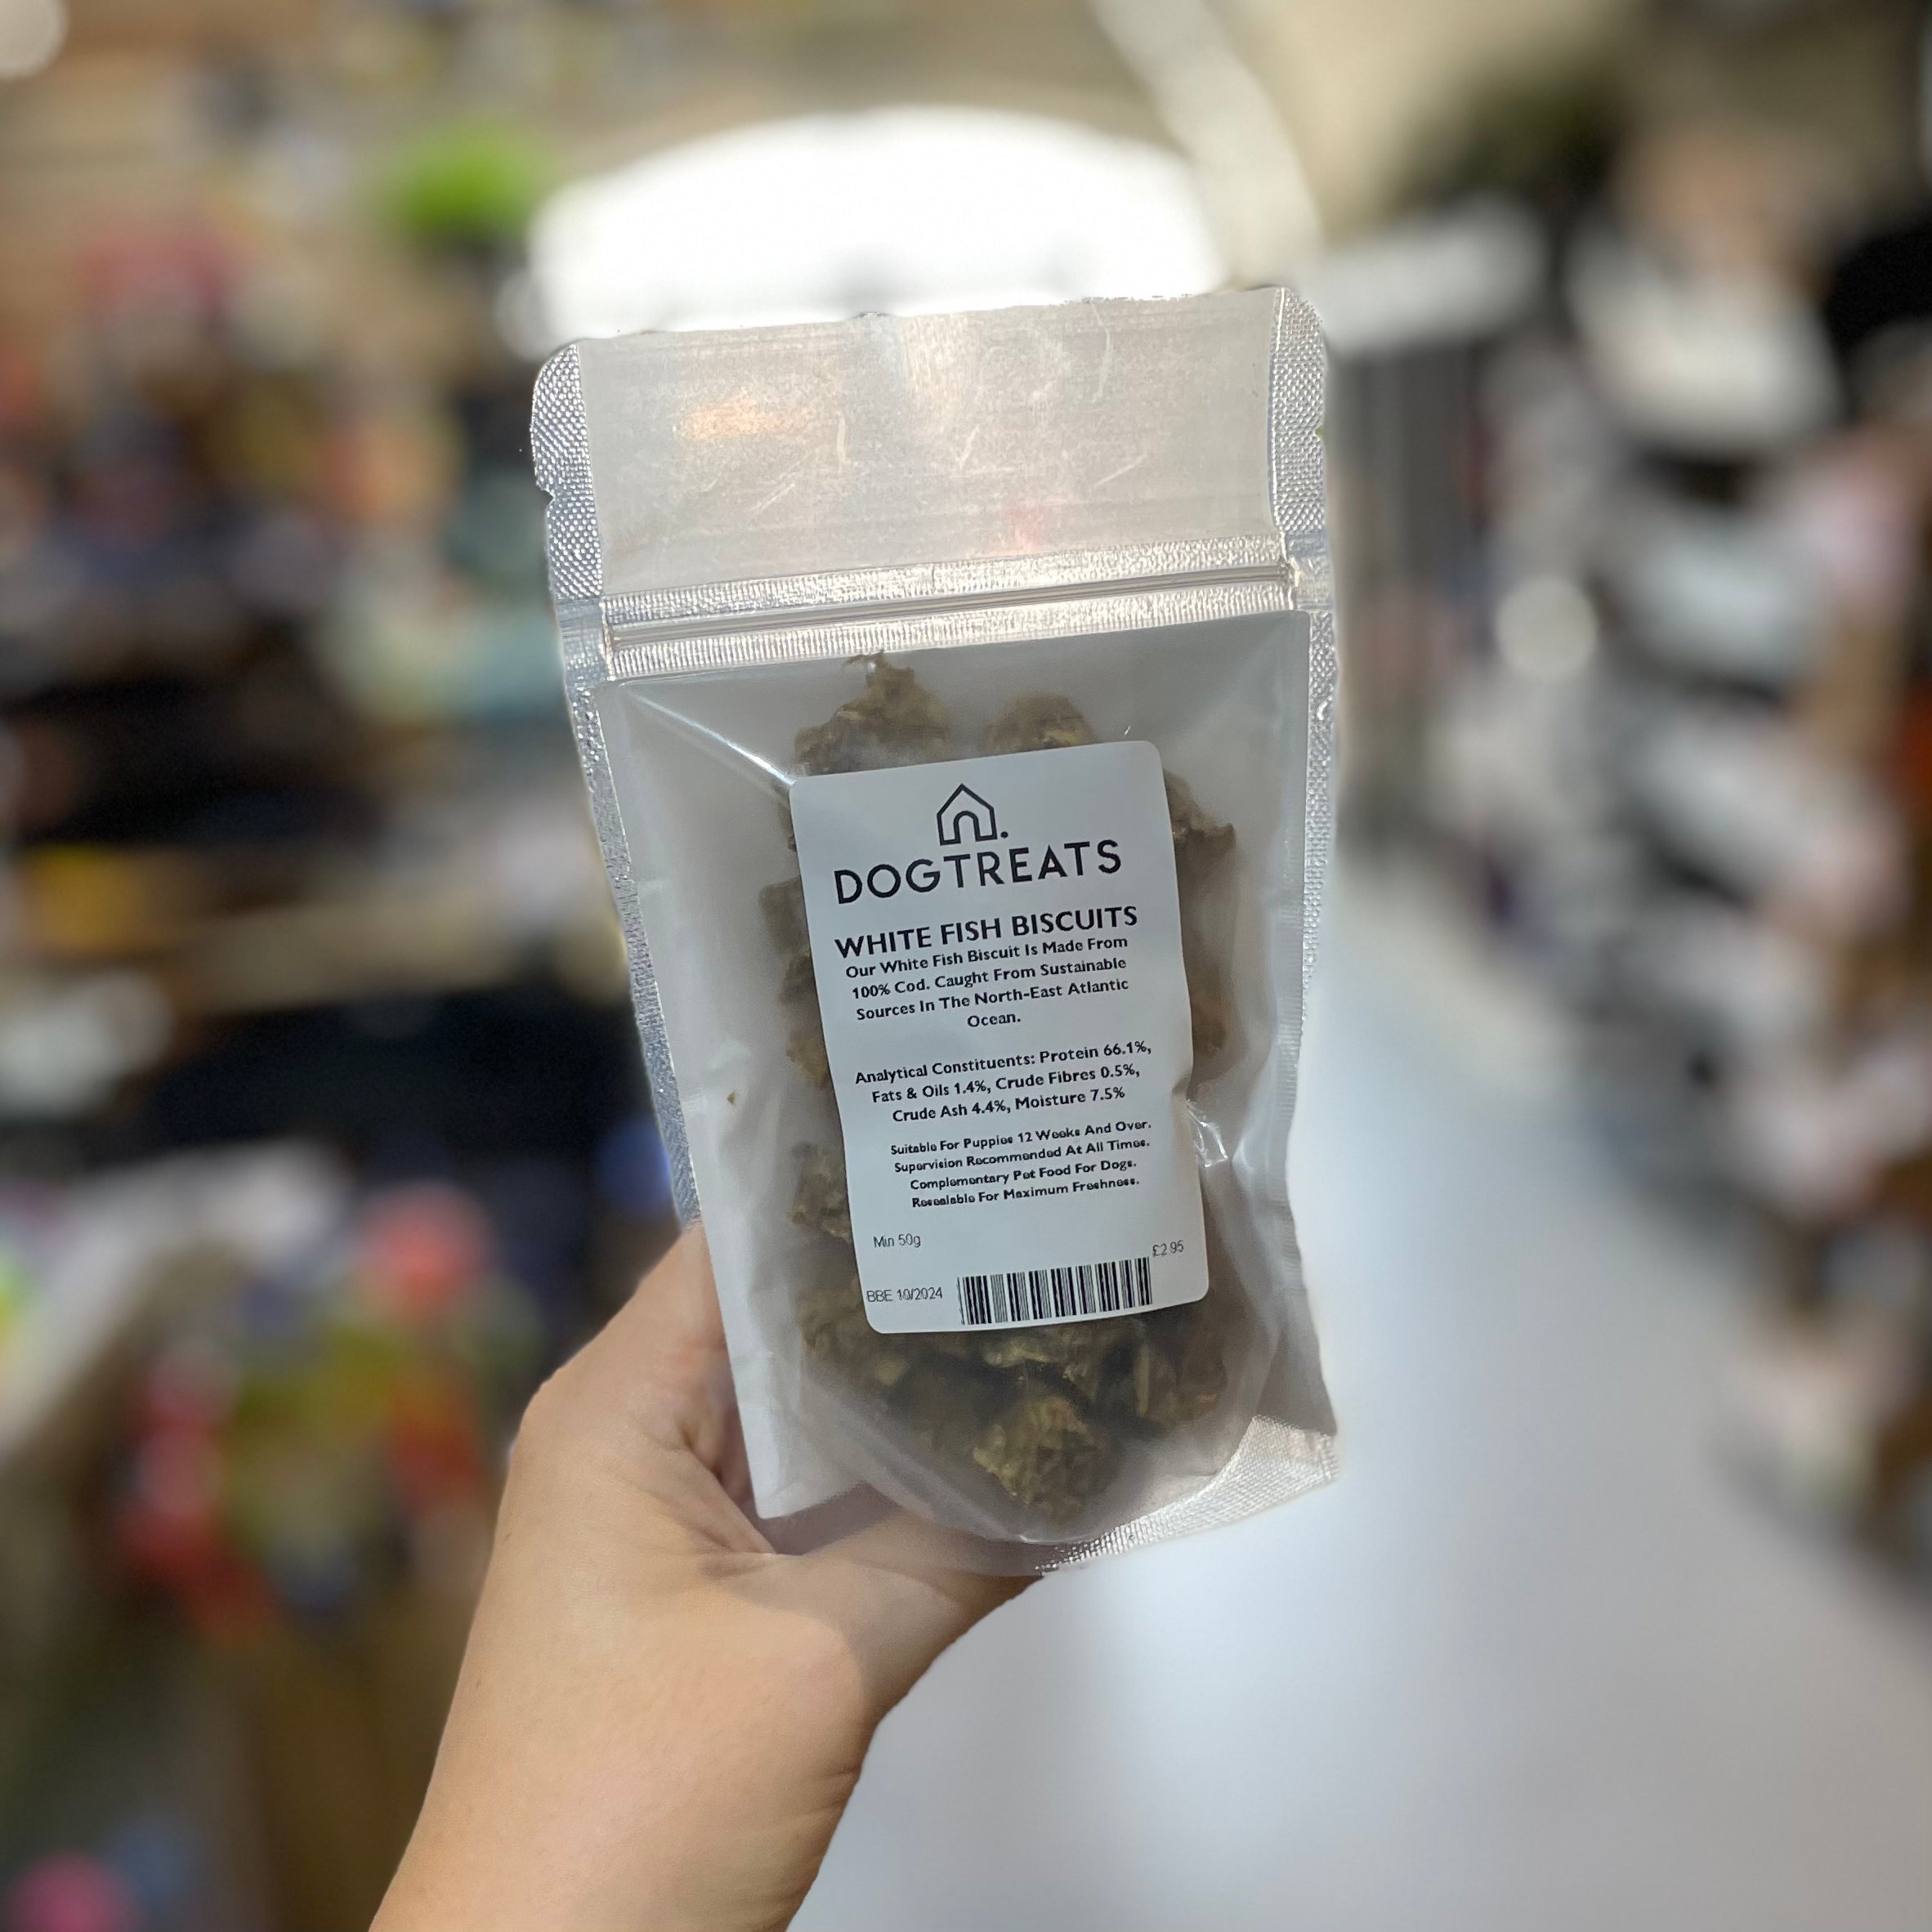 DOGTREATS
WHITE FISH BISCUITS
Our White Fish Biscuit Is Made From
100% Cod. Caught From Sustainable
Sources In The North-East Atlantic
Ocean.
Analytical Constituents: Protein 66.1%,
Fats & Oils 1.4%, Crude Fibres 0.5%,
Crude Ash 4.4%, Moisture 7.5%
Suitable For Puppies 12 Weeks And Over.
Supervision Recommended At All Times.
Complementary Pet Food For Dogs.
Resealable For Maximum Freshness.
Min 50g
£2.95
BBE 10/2024